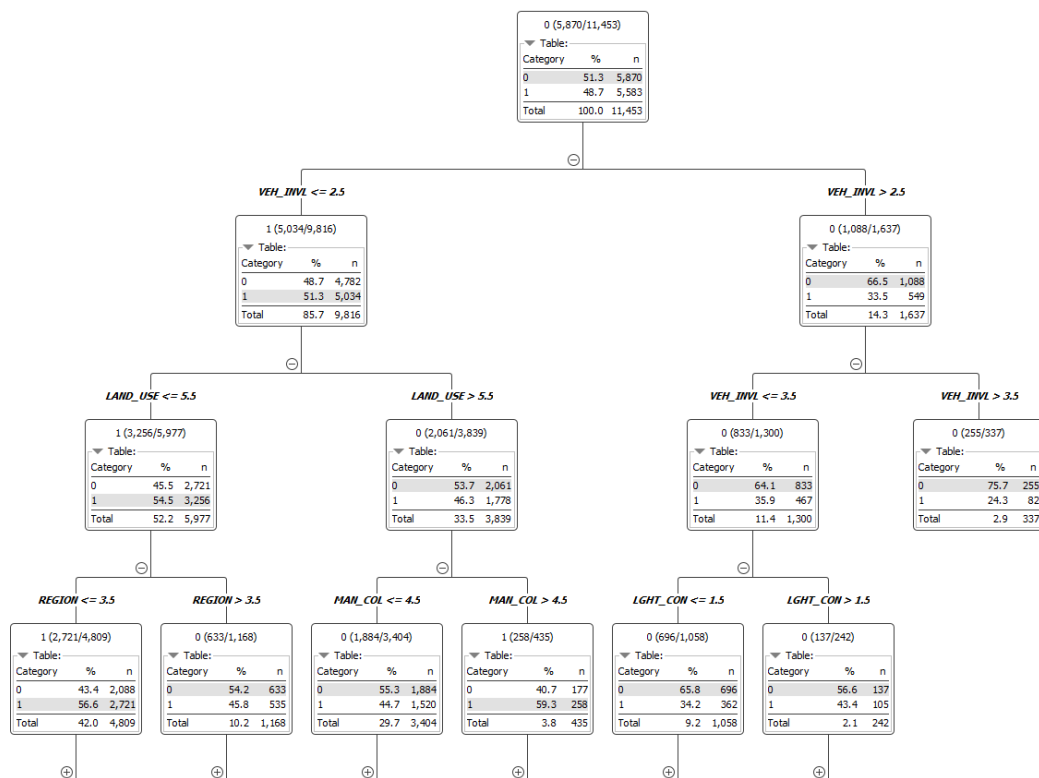 0 (5,870/11,453)
Table:
Category % n
0 51.3 5,870
1 48.7 5,583
Total 100.0 11,453
VEH_INVL <= 2.5
VEH_INVL > 2.5
1 (5,034/9,816)
Table:
Category % n
0 48.7 4,782
1 51.3 5,034
Total 85.7 9,816
0 (1,088/1,637)
Table:
Category % n
0 66.5 1,088
1 33.5 549
Total 14.3 1,637
LAND_USE <= 5.5
LAND_USE > 5.5
VEH_INVL <= 3.5
VEH_INVL > 3.5
1 (3,256/5,977)
Table:
Category % n
0 45.5 2,721
1 54.5 3,256
Total 52.2 5,977
0 (2,061/3,839)
Table:
Category % n
0 53.7 2,061
1 46.3 1,778
Total 33.5 3,839
0 (833/1,300)
Table:
Category % n
0 64.1 833
1 35.9 467
Total 11.4 1,300
0 (255/337)
Table:
Category % n
0 75.7 255
1 24.3 82
Total 2.9 337
REGION <= 3.5
REGION > 3.5
MAN_COL <= 4.5
MAN_COL > 4.5
LGHT_CON <= 1.5
LGHT_CON > 1.5
1 (2,721/4,809)
Table:
Category % n
0 43.4 2,088
1 56.6 2,721
Total 42.0 4,809
0 (633/1,168)
Table:
Category % n
0 54.2 633
1 45.8 535
Total 10.2 1,168
0 (1,884/3,404)
Table:
Category % n
0 55.3 1,884
1 44.7 1,520
Total 29.7 3,404
1 (258/435)
Table:
Category % n
0 40.7 177
1 59.3 258
Total 3.8 435
0 (696/1,058)
Table:
Category % n
0 65.8 696
1 34.2 362
Total 9.2 1,058
0 (137/242)
Table:
Category % n
0 56.6 137
1 43.4 105
Total 2.1 242